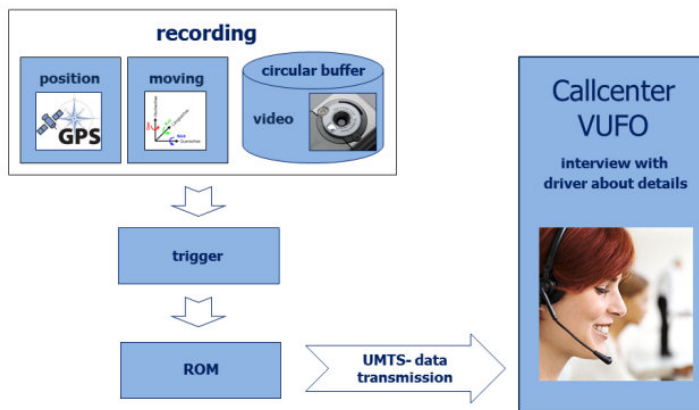 recording
position
moving
circular buffer
GPS
video
trigger
ROM
UMTS- data
transmission
Callcenter
VUFO
interview with
driver about details